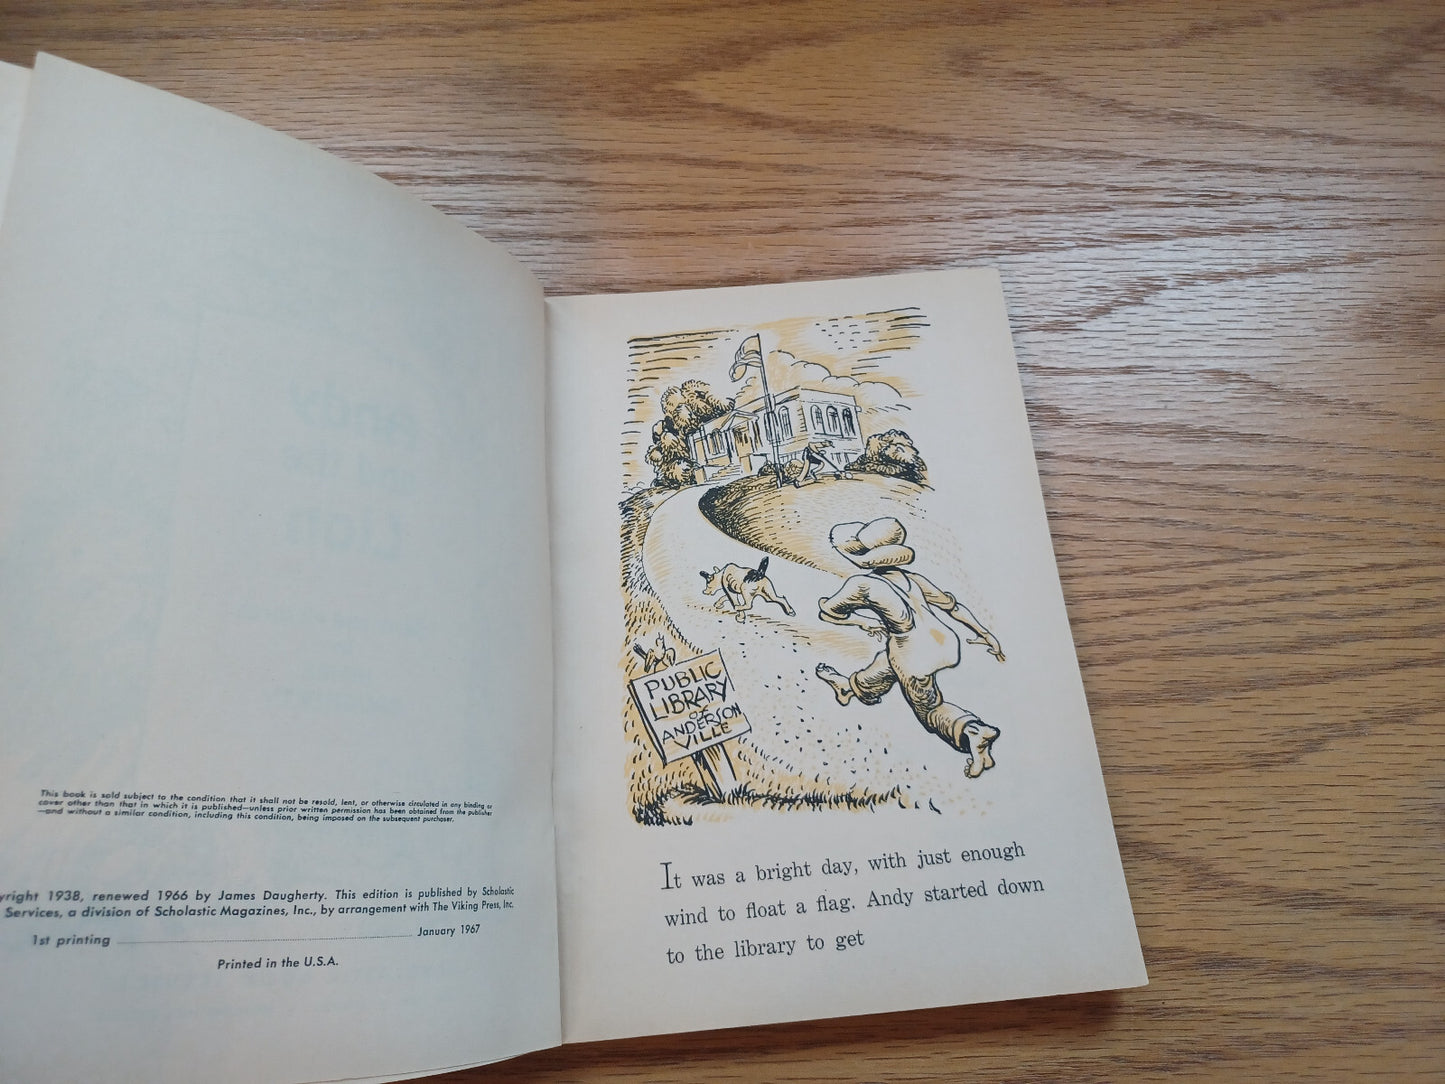 This book is sold subject to the condition that it shall not be resold, lent, or otherwise circulated in any binding or
cover other than that in which it is published—unless prior written permission has been obtained from the publisher
—and without a similar condition, including this condition, being imposed on the subsequent purchaser.
yright 1938, renewed 1966 by James Daugherty. This edition is published by Scholastic
Services, a division of Scholastic Magazines, Inc., by arrangement with The Viking Press, Inc.
1st printing January 1967
Printed in the U.S.A.
PUBLIC
LIBRARY
of
ANDERSON
VILLE
It was a bright day, with just enough
wind to float a flag. Andy started down
to the library to get